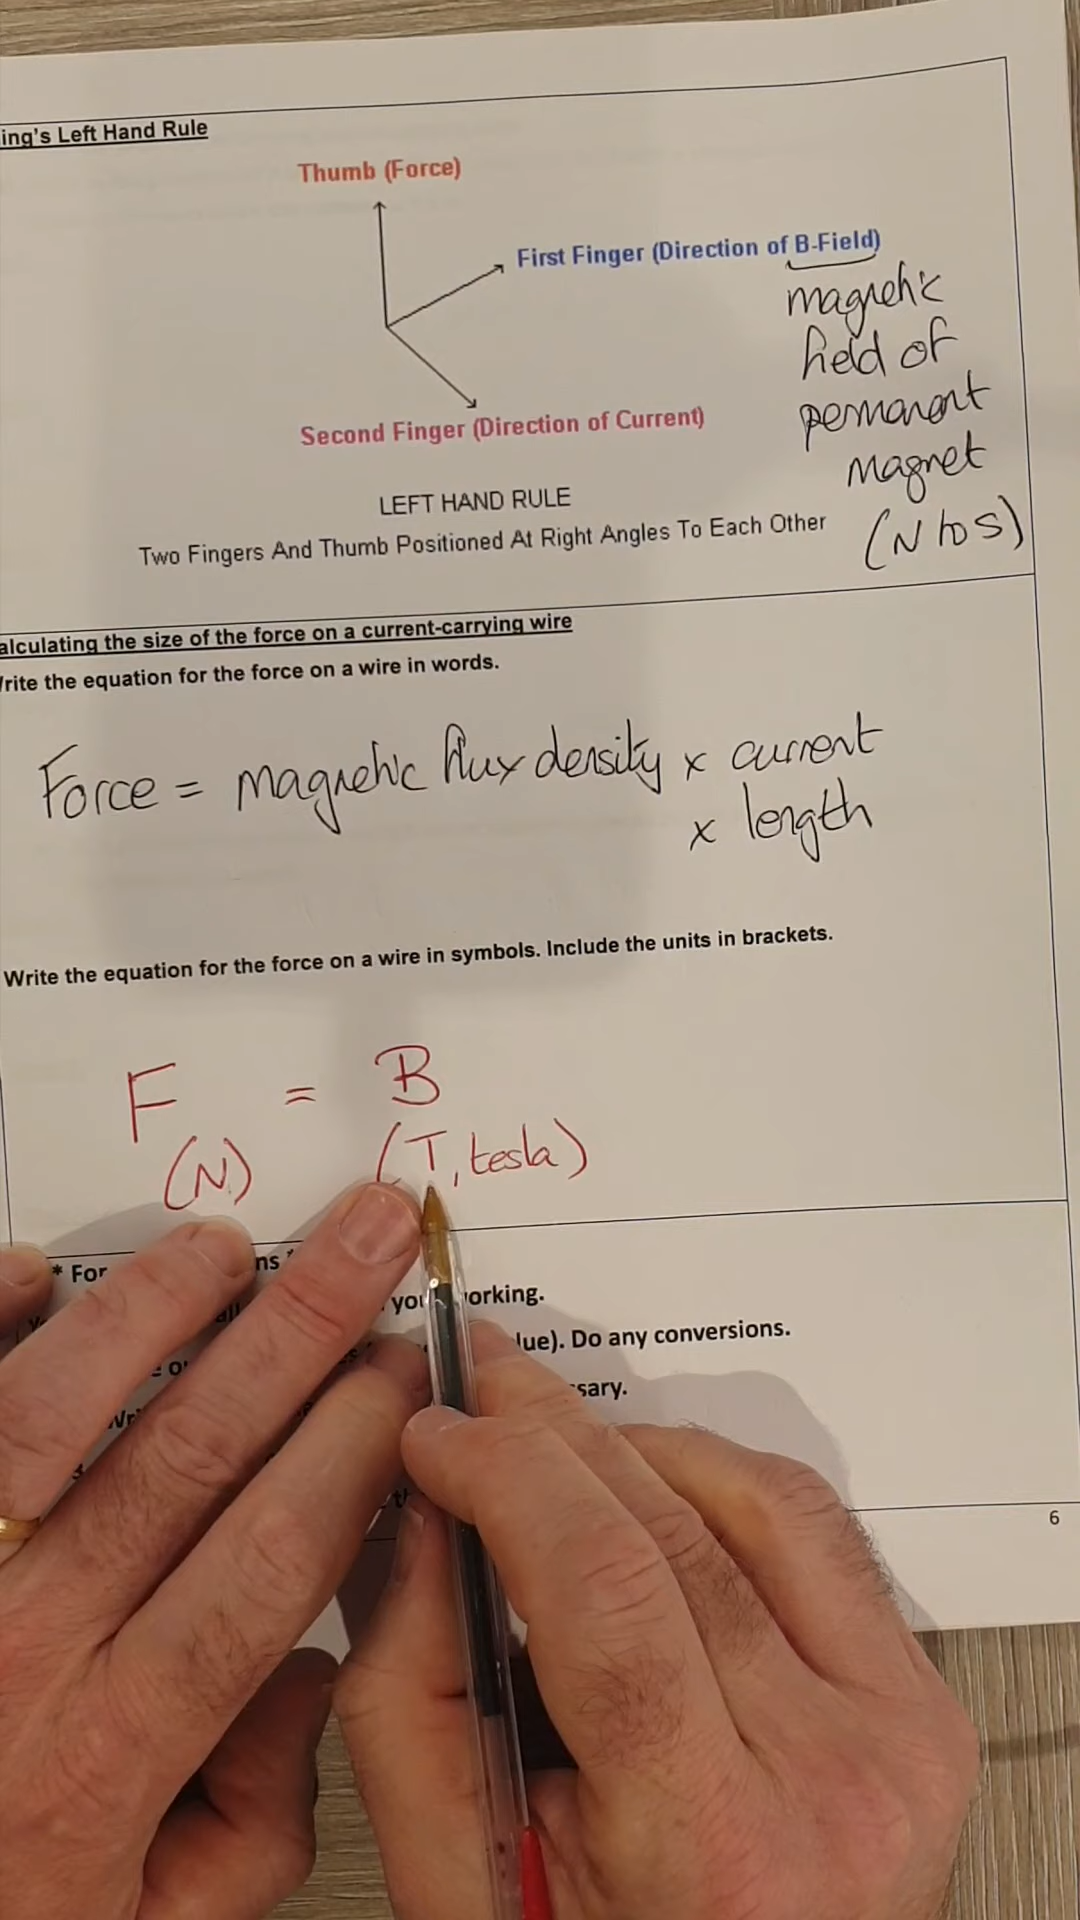 ing's Left Hand Rule
Thumb (Force)
First Finger (Direction of B-Field)
magnetic
field of
permanent
magnet
(N to S)
Second Finger (Direction of Current)
LEFT HAND RULE
Two Fingers And Thumb Positioned At Right Angles To Each Other
alculating the size of the force on a current-carrying wire
rite the equation for the force on a wire in words.
Force = magnetic flux density x current
x length
Write the equation for the force on a wire in symbols. Include the units in brackets.
F = B
(N) (T, tesla)
* For ns *
you orking.
lue). Do any conversions.
sary.
6